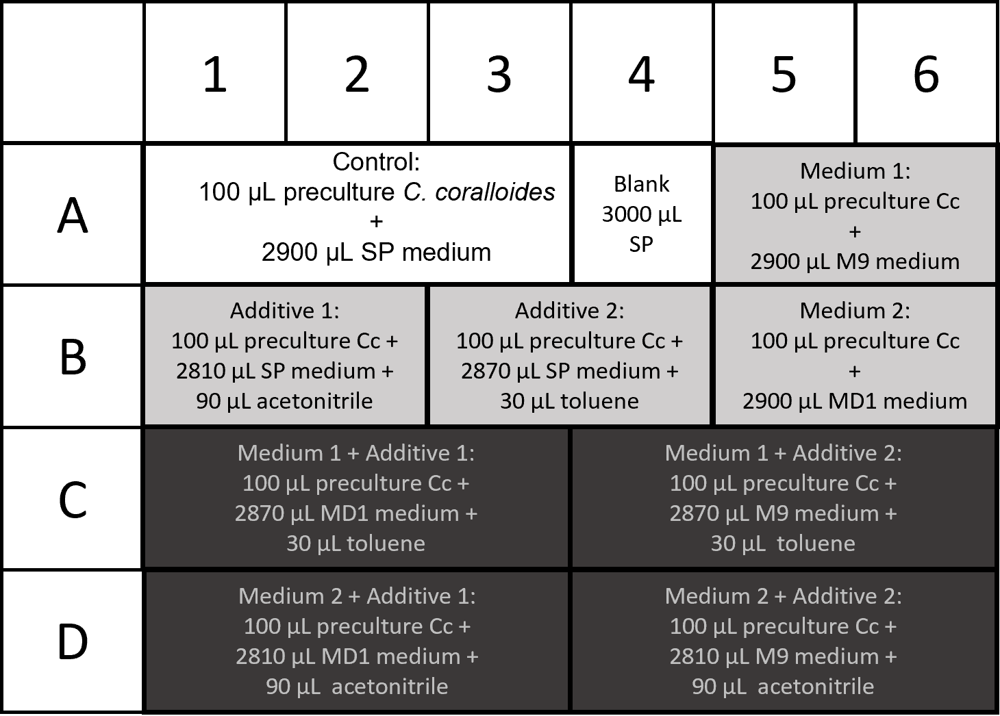 1 2 3 4 5 6
A
Control:
100 µL preculture C. coralloides
+
2900 µL SP medium
Blank
3000 µL
SP
Medium 1:
100 µL preculture Cc
+
2900 µL M9 medium
B
Additive 1:
100 µL preculture Cc +
2810 µL SP medium +
90 µL acetonitrile
Additive 2:
100 µL preculture Cc +
2870 µL SP medium +
30 µL toluene
Medium 2:
100 µL preculture Cc
+
2900 µL MD1 medium
C
Medium 1 + Additive 1:
100 µL preculture Cc +
2870 µL MD1 medium +
30 µL toluene
Medium 1 + Additive 2:
100 µL preculture Cc +
2870 µL M9 medium +
30 µL  toluene
D
Medium 2 + Additive 1:
100 µL preculture Cc +
2810 µL MD1 medium +
90 µL  acetonitrile
Medium 2 + Additive 2:
100 µL preculture Cc +
2810 µL M9 medium +
90 µL  acetonitrile